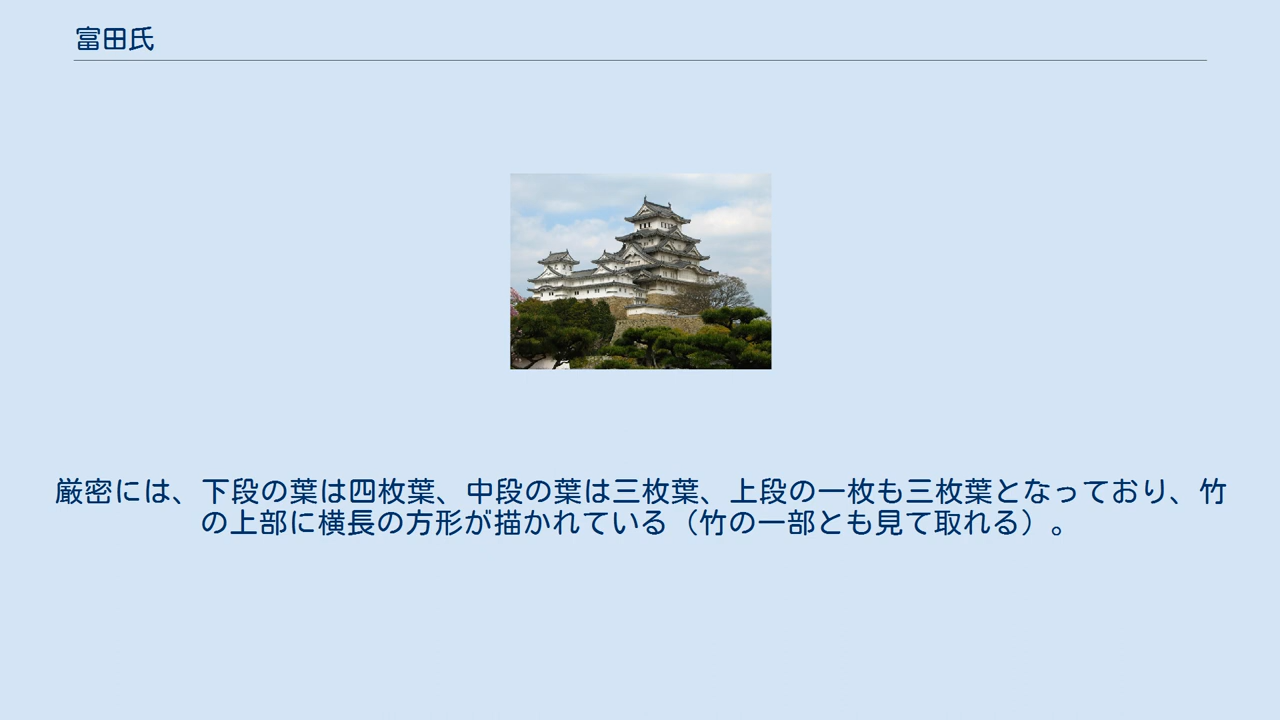 富田氏
厳密には、下段の葉は四枚葉、中段の葉は三枚葉、上段の一枚も三枚葉となっており、竹
の上部に横長の方形が描かれている（竹の一部とも見て取れる）。